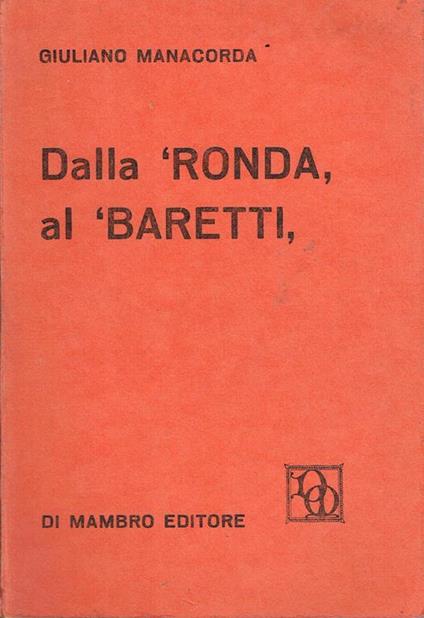 GIULIANO MANACORDA
Dalla ‘RONDA,
al ‘BARETTI,
DI MAMBRO EDITORE